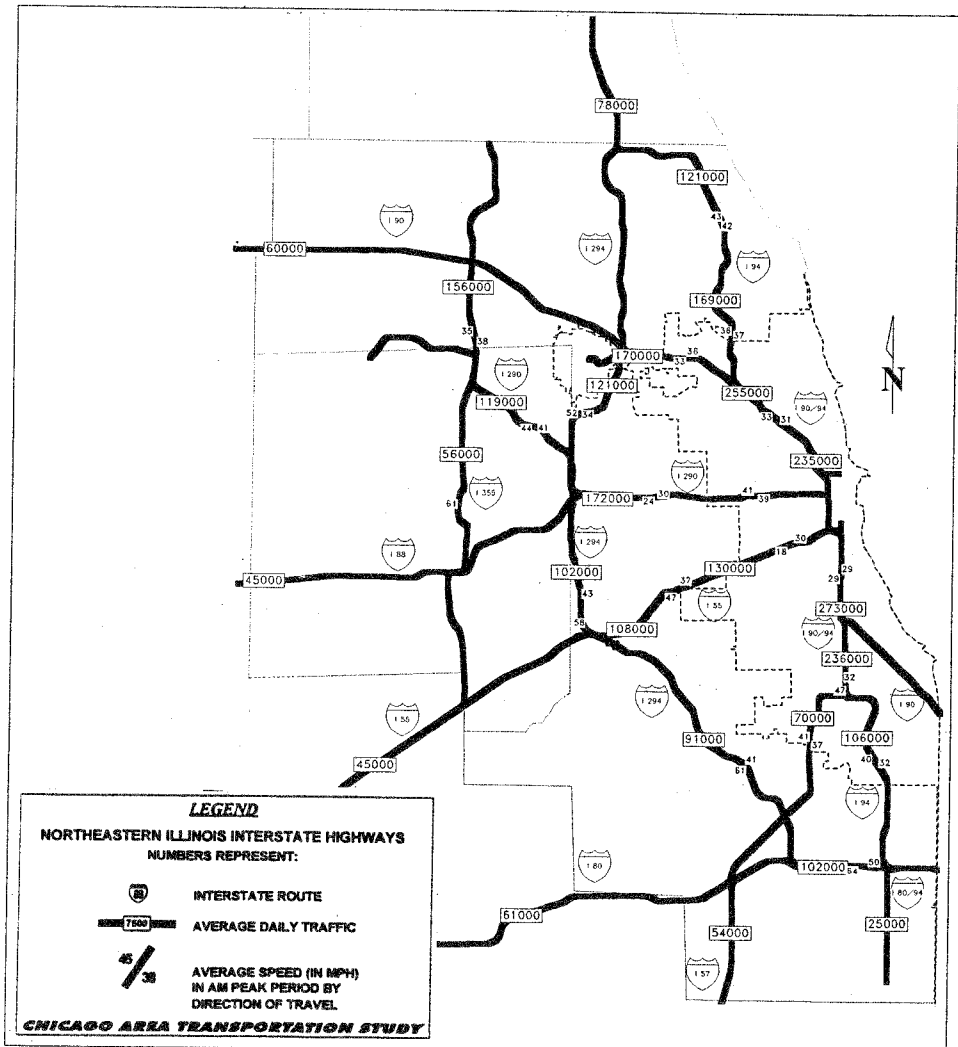 78000
121000
43
42
I 90
I 294
I 94
60000
156000
169000
36
37
35
38
170000
36
33
N
I 290
121000
255000
119000
52
34
33
31
I 90/94
44
41
56000
235000
I 290
I 355
172000
30
24
41
39
61
I 88
I 294
30
18
45000
102000
130000
29
43
37
47
29
I 55
58
108000
273000
I 90/94
236000
32
I 294
47
I 90
I 55
70000
91000
41
37
106000
41
61
40
32
45000
I 94
I 80
102000
64
50
I 80/94
61000
54000
25000
I 57
LEGEND
NORTHEASTERN ILLINOIS INTERSTATE HIGHWAYS
NUMBERS REPRESENT:
INTERSTATE ROUTE
7500
AVERAGE DAILY TRAFFIC
45
38
AVERAGE SPEED (IN MPH)
IN AM PEAK PERIOD BY
DIRECTION OF TRAVEL
CHICAGO AREA TRANSPORTATION STUDY